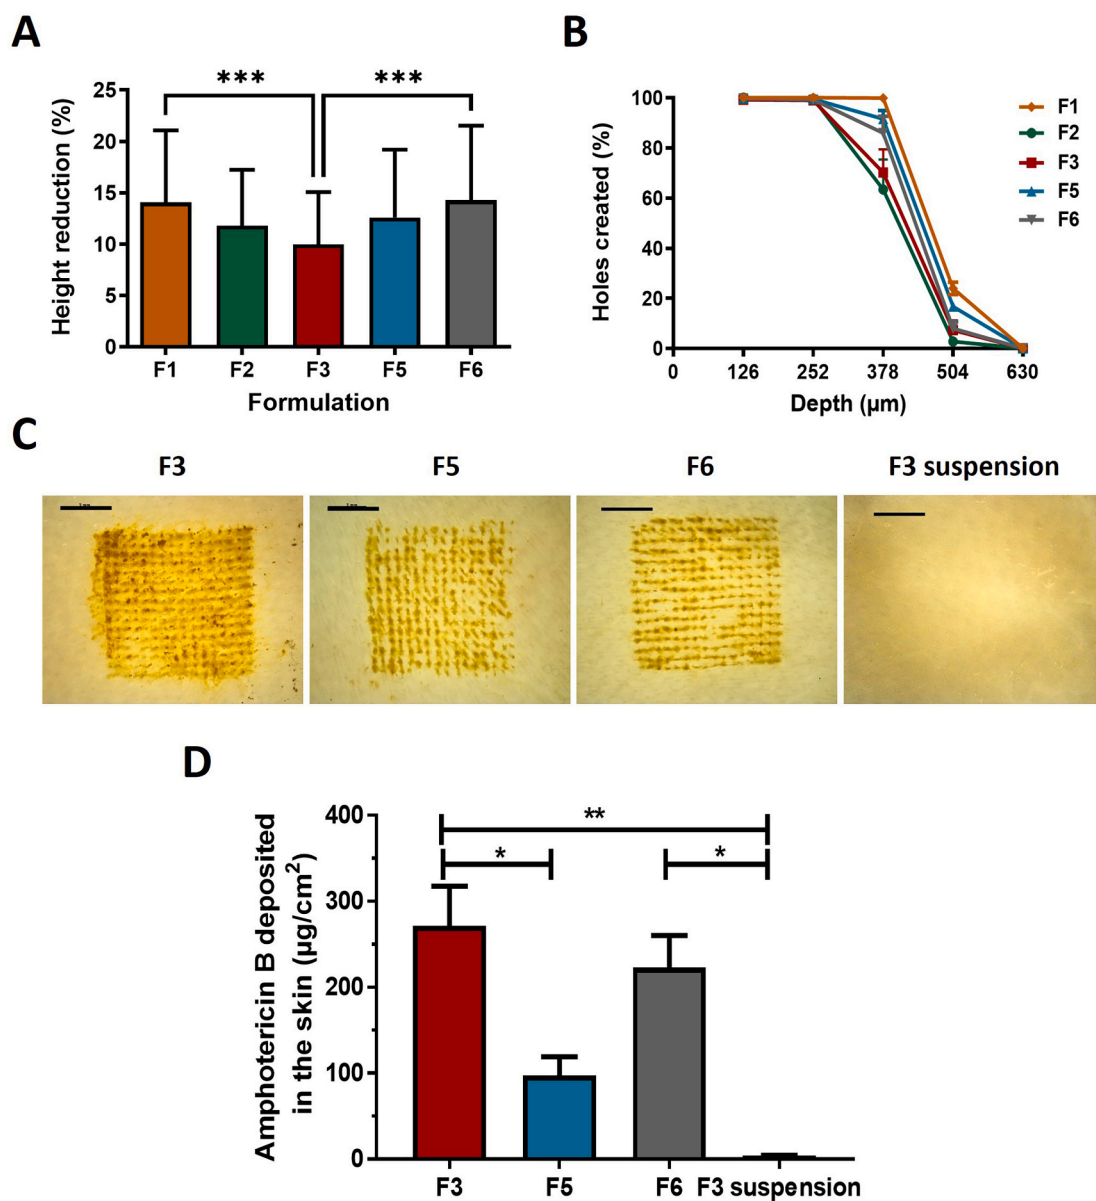 A
Height reduction (%)
25
20
15
10
5
0
***
***
F1
F2
F3
F5
F6
Formulation
B
Holes created (%)
100
80
60
40
20
0
0
126
252
378
504
630
Depth (µm)
F1
F2
F3
F5
F6
C
F3
F5
F6
F3 suspension
D
Amphotericin B deposited
in the skin (µg/cm²)
400
300
200
100
0
**
*
*
F3
F5
F6
F3 suspension